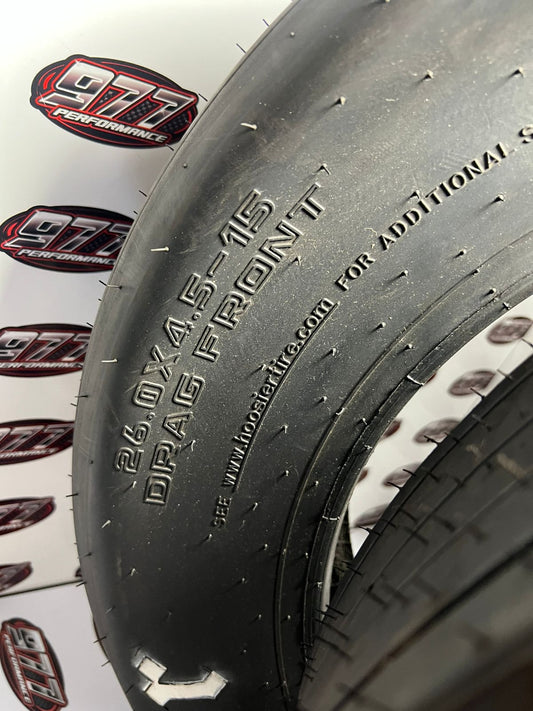 977
PERFORMANCE
977
PERFORMANCE
977
977
977
977
26.0X4.5-15
DRAG FRONT
SEE www.hoosiertire.com FOR ADDITIONAL S